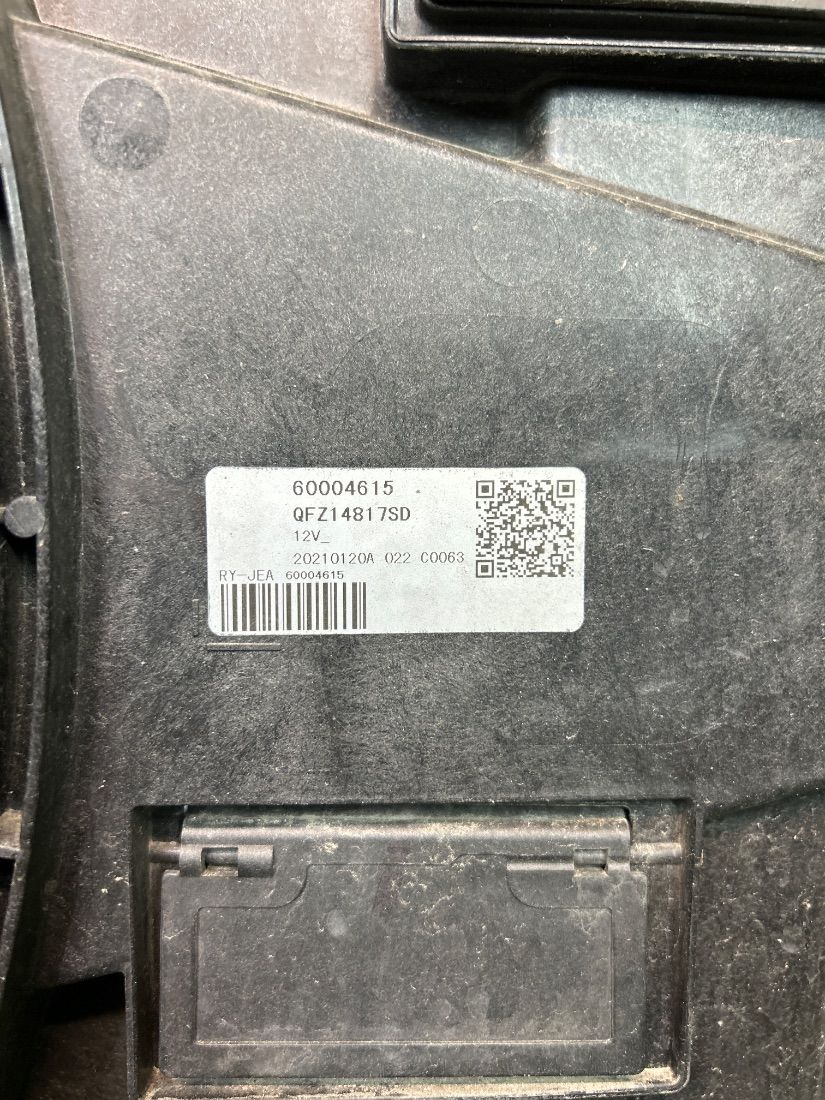 60004615
QFZ14817SD
12V_
20210120A 022 C0063
RY-JEA 60004615